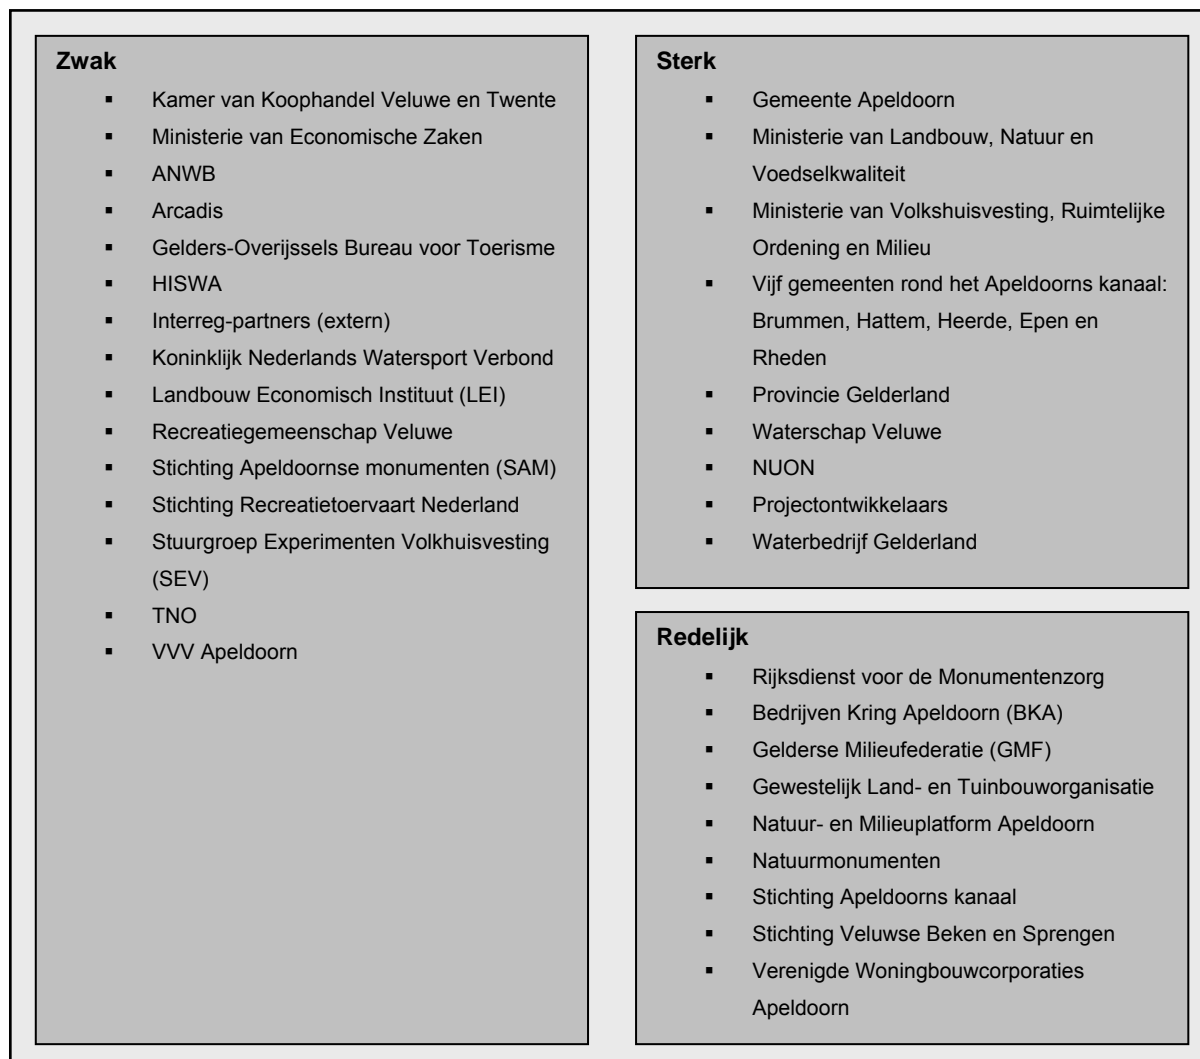 Zwak
▪ Kamer van Koophandel Veluwe en Twente
▪ Ministerie van Economische Zaken
▪ ANWB
▪ Arcadis
▪ Gelders-Overijssels Bureau voor Toerisme
▪ HISWA
▪ Interreg-partners (extern)
▪ Koninklijk Nederlands Watersport Verbond
▪ Landbouw Economisch Instituut (LEI)
▪ Recreatiegemeenschap Veluwe
▪ Stichting Apeldoornse monumenten (SAM)
▪ Stichting Recreatietoervaart Nederland
▪ Stuurgroep Experimenten Volkhuisvesting
(SEV)
▪ TNO
▪ VVV Apeldoorn
Sterk
▪ Gemeente Apeldoorn
▪ Ministerie van Landbouw, Natuur en
Voedselkwaliteit
▪ Ministerie van Volkshuisvesting, Ruimtelijke
Ordening en Milieu
▪ Vijf gemeenten rond het Apeldoorns kanaal:
Brummen, Hattem, Heerde, Epen en
Rheden
▪ Provincie Gelderland
▪ Waterschap Veluwe
▪ NUON
▪ Projectontwikkelaars
▪ Waterbedrijf Gelderland
Redelijk
▪ Rijksdienst voor de Monumentenzorg
▪ Bedrijven Kring Apeldoorn (BKA)
▪ Gelderse Milieufederatie (GMF)
▪ Gewestelijk Land- en Tuinbouworganisatie
▪ Natuur- en Milieuplatform Apeldoorn
▪ Natuurmonumenten
▪ Stichting Apeldoorns kanaal
▪ Stichting Veluwse Beken en Sprengen
▪ Verenigde Woningbouwcorporaties
Apeldoorn